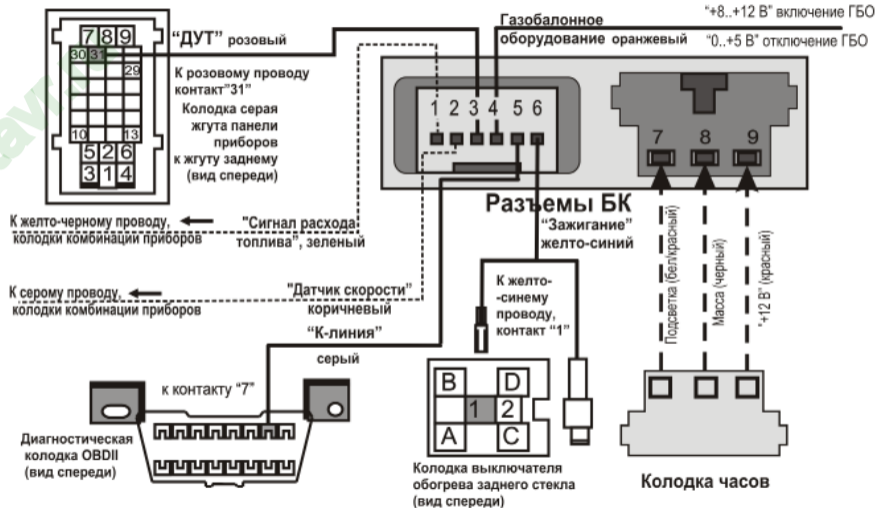 “+8..+12 В” включение ГБО
Газобалонное
оборудование оранжевый
“0..+5 В” отключение ГБО
“ДУТ” розовый
7 8 9
30 31
29
10 13
5 2 6
3 1 4
К розовому проводу
контакт”31”
Колодка серая
жгута панели
приборов
к жгуту заднему
(вид спереди)
1 2 3 4 5 6
7 8 9
Разъемы БК
К желто-черному проводу,
колодки комбинации приборов
"Сигнал расхода
топлива”, зеленый
“Зажигание”
желто-синий
К серому проводу,
колодки комбинации приборов
"Датчик скорости”
коричневый
“К-линия”
серый
К желто-
-синему
проводу,
контакт “1”
Подсветка (бел/красный)
Масса (черный)
"+12 В” (красный)
к контакту “7”
Диагностическая
колодка OBDII
(вид спереди)
B D
1 2
A C
Колодка выключателя
обогрева заднего стекла
(вид спереди)
Колодка часов